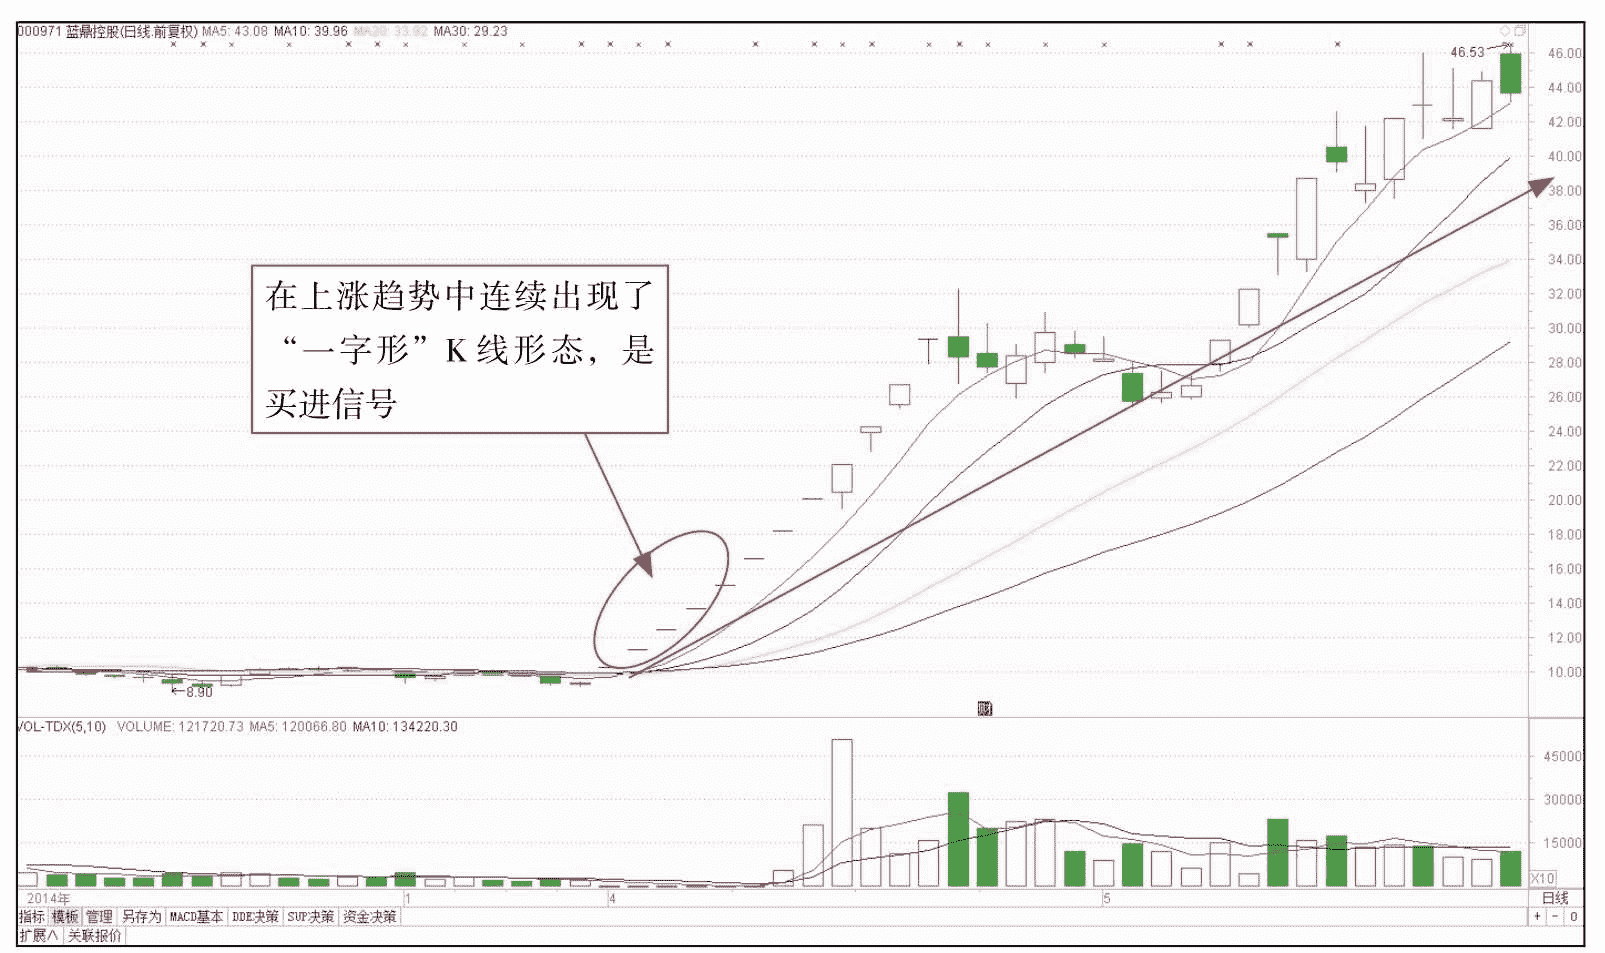 000971 蓝鼎控股(日线.前复权) MA5: 43.08 MA10: 39.96 MA20: 33.92 MA30: 29.23
46.53
46.00
44.00
42.00
40.00
38.00
36.00
34.00
32.00
30.00
28.00
26.00
24.00
22.00
20.00
18.00
16.00
14.00
12.00
10.00
在上涨趋势中连续出现了
“一字形”K 线形态，是
买进信号
←8.90
财
VOL-TDX(5,10) VOLUME: 121720.73 MA5: 120066.80 MA10: 134220.30
45000
30000
15000
X10
2014年 1 4 5 日线
指标 模板 管理 另存为 MACD基本 DDE决策 SUP决策 资金决策 + - 0
扩展∧ 关联报价